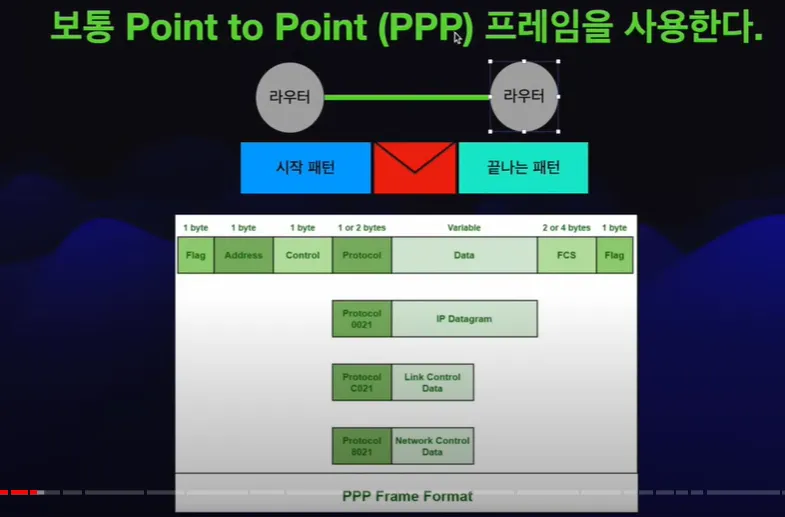 보통 Point to Point (PPP) 프레임을 사용한다.
라우터 라우터
시작 패턴 끝나는 패턴
1 byte 1 byte 1 byte 1 or 2 bytes Variable 2 or 4 bytes 1 byte
Flag Address Control Protocol Data FCS Flag
Protocol
0021
IP Datagram
Protocol
C021
Link Control
Data
Protocol
8021
Network Control
Data
PPP Frame Format